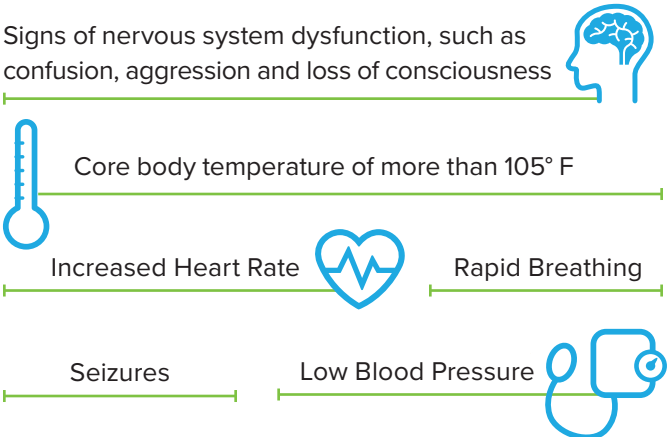 Signs of nervous system dysfunction, such as
confusion, aggression and loss of consciousness
Core body temperature of more than 105° F
Increased Heart Rate
Rapid Breathing
Seizures
Low Blood Pressure